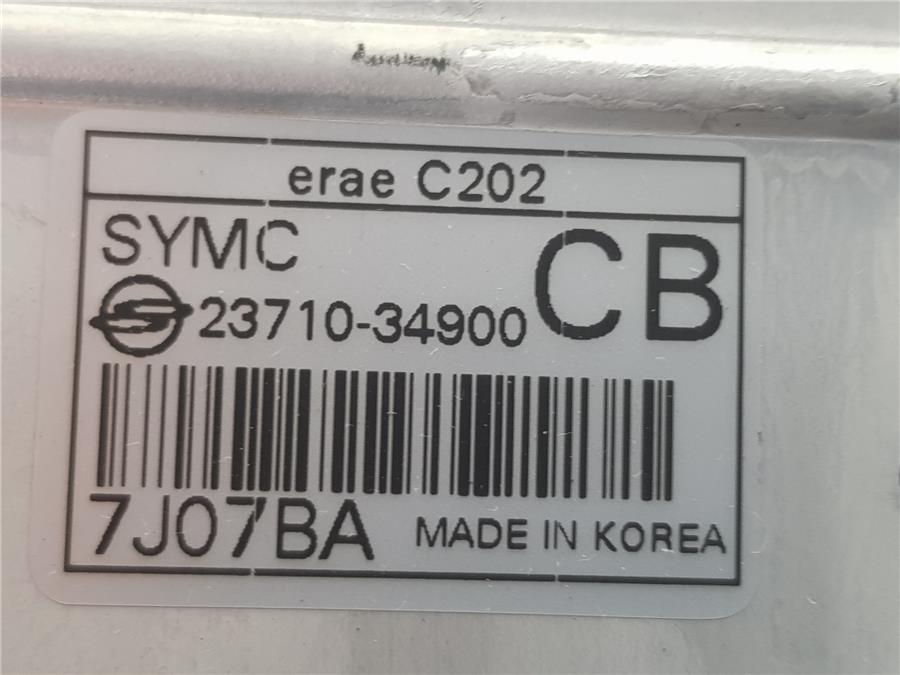 erae C202
SYMC
23710-34900
CB
7J07BA
MADE IN KOREA